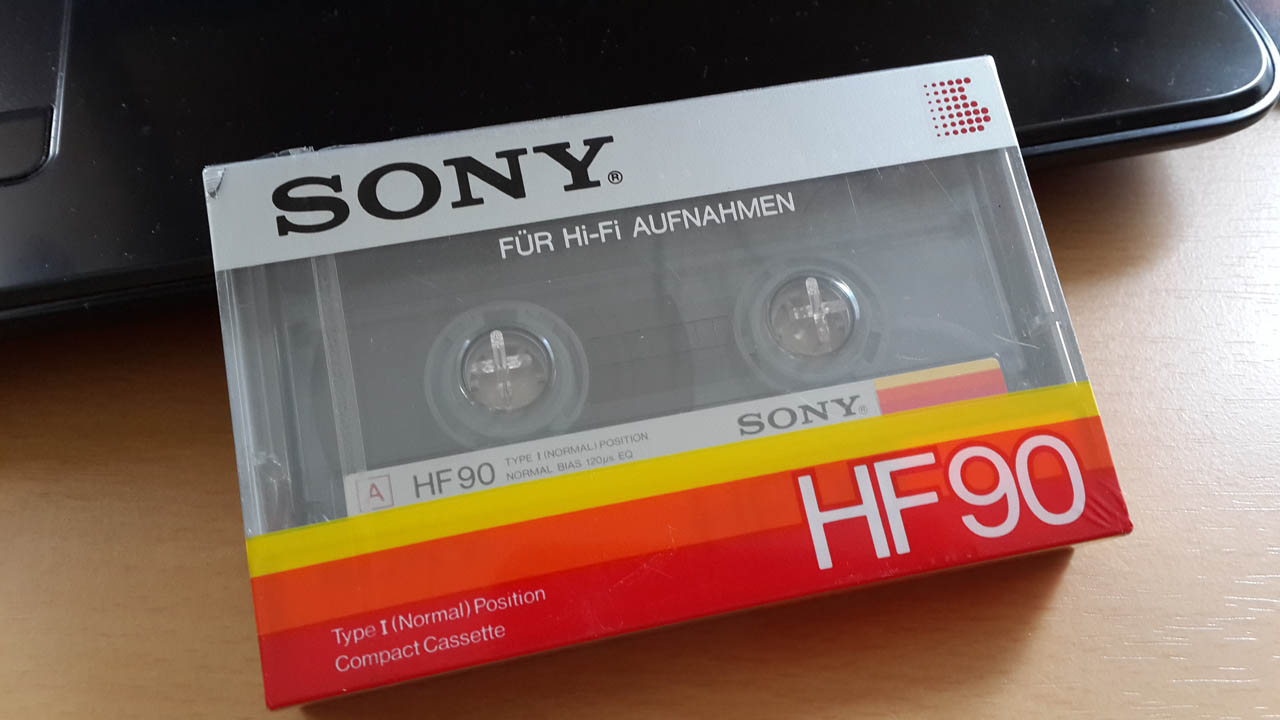 SONY®
FÜR Hi-Fi AUFNAHMEN
SONY®
A HF90 TYPE I (NORMAL) POSITION
NORMAL BIAS 120µs EQ
HF90
Type I (Normal) Position
Compact Cassette